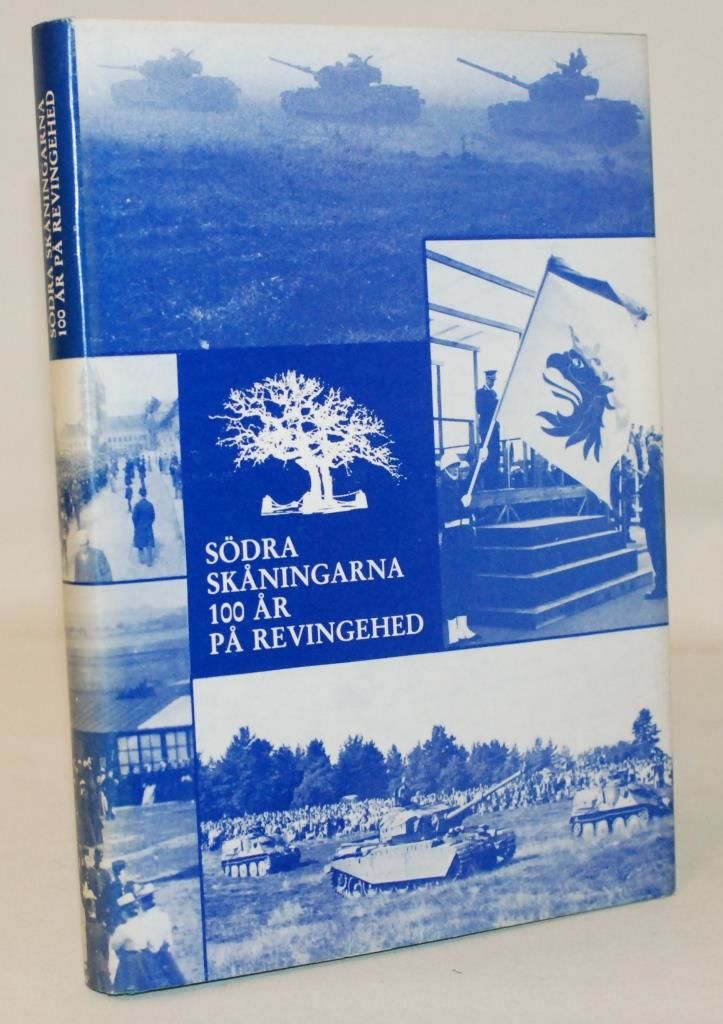 SÖDRA SKÅNINGARNA
100 ÅR PÅ REVINGEHED
SÖDRA
SKÅNINGARNA
100 ÅR
PÅ REVINGEHED